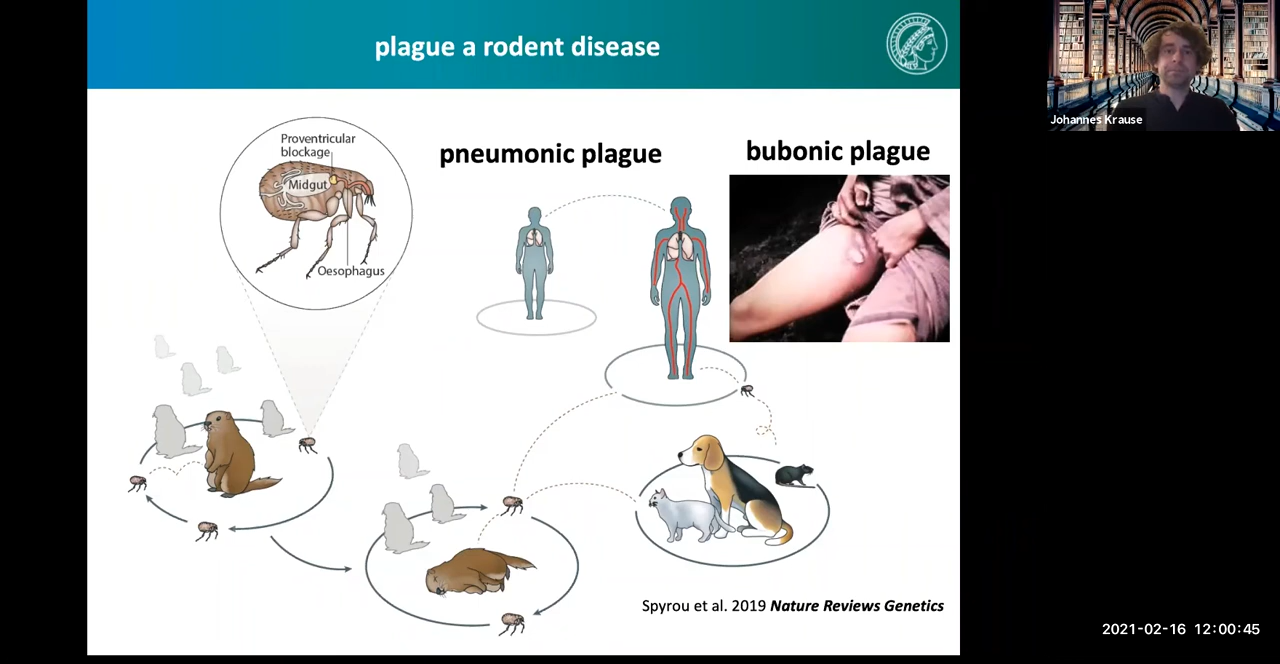 plague a rodent disease
Johannes Krause
Proventricular
blockage
Midgut
Oesophagus
pneumonic plague
bubonic plague
Spyrou et al. 2019 Nature Reviews Genetics
2021-02-16 12:00:45